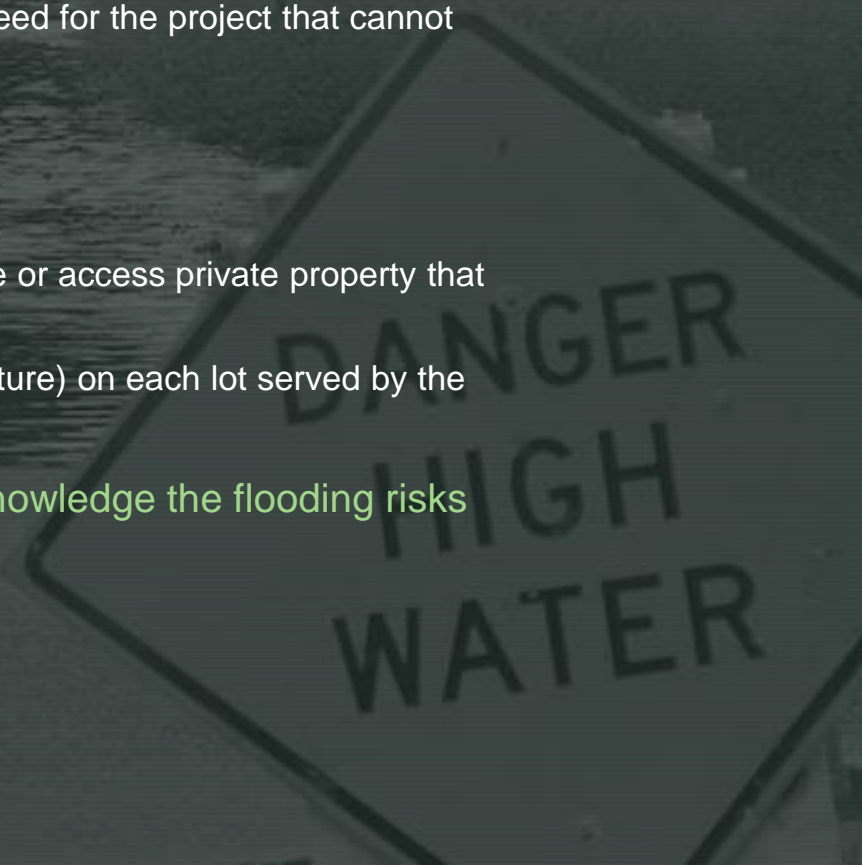 eed for the project that cannot
e or access private property that
DANGER
ture) on each lot served by the
HIGH
nowledge the flooding risks
WATER